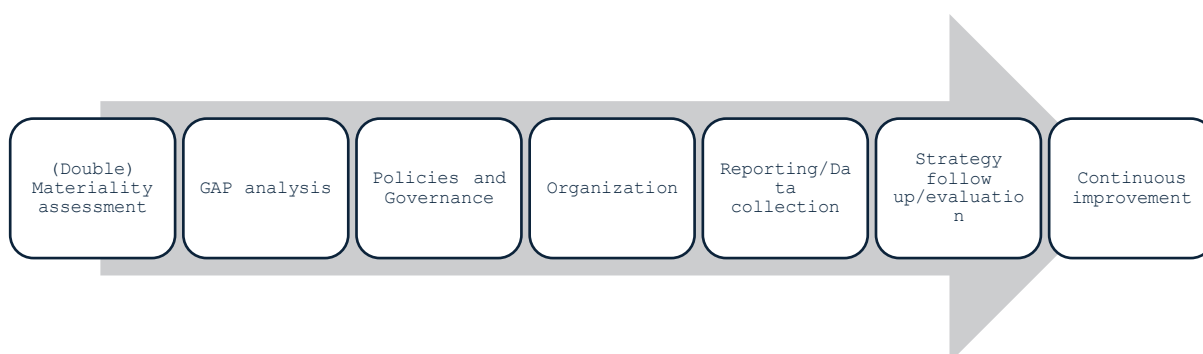 (Double)
Materiality
assessment
GAP analysis
Policies and
Governance
Organization
Reporting/Da
ta
collection
Strategy
follow
up/evaluatio
n
Continuous
improvement